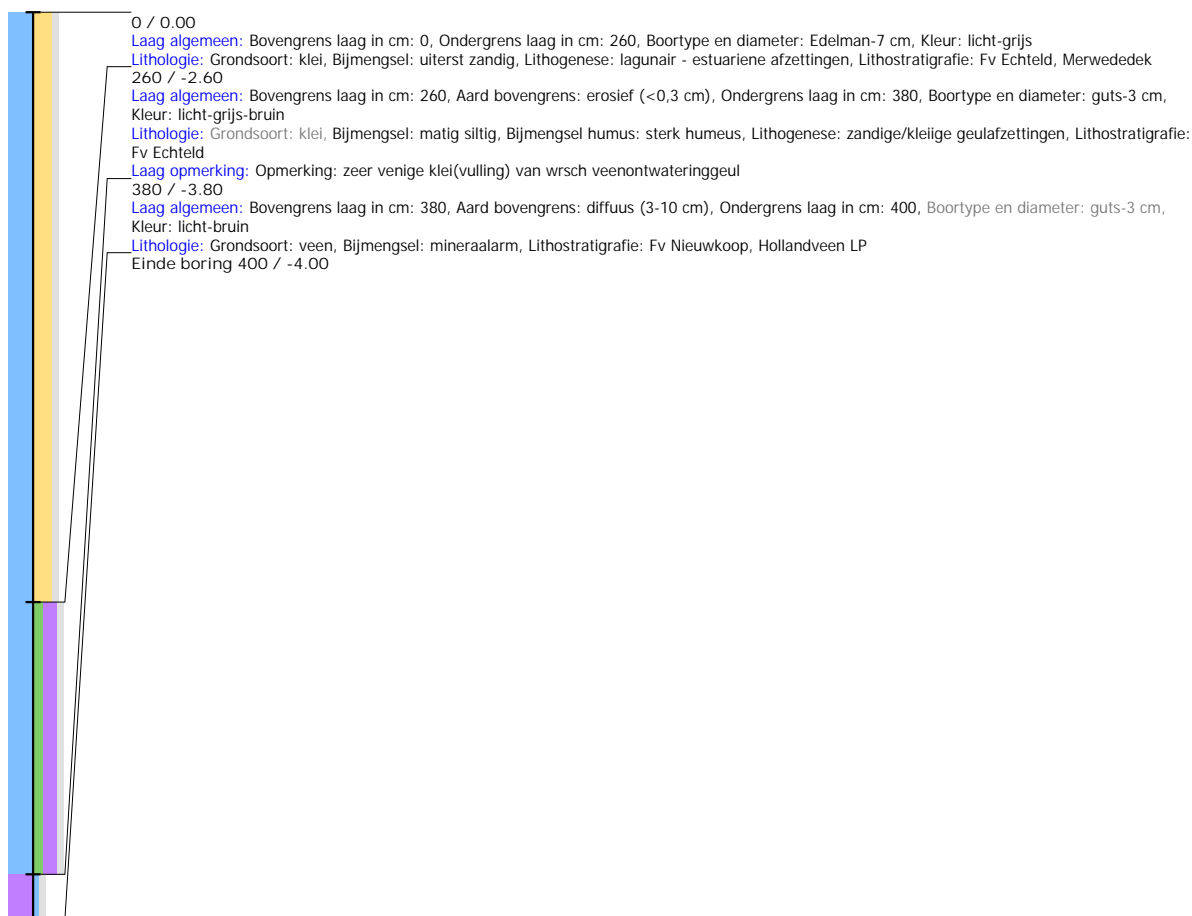 0 / 0.00
Laag algemeen: Bovengrens laag in cm: 0, Ondergrens laag in cm: 260, Boortype en diameter: Edelman-7 cm, Kleur: licht-grijs
Lithologie: Grondsoort: klei, Bijmengsel: uiterst zandig, Lithogenese: lagunair - estuariene afzettingen, Lithostratigrafie: Fv Echteld, Merwededek
260 / -2.60
Laag algemeen: Bovengrens laag in cm: 260, Aard bovengrens: erosief (<0,3 cm), Ondergrens laag in cm: 380, Boortype en diameter: guts-3 cm,
Kleur: licht-grijs-bruin
Lithologie: Grondsoort: klei, Bijmengsel: matig siltig, Bijmengsel humus: sterk humeus, Lithogenese: zandige/kleiige geulafzettingen, Lithostratigrafie:
Fv Echteld
Laag opmerking: Opmerking: zeer venige klei(vulling) van wrsch veenontwateringgeul
380 / -3.80
Laag algemeen: Bovengrens laag in cm: 380, Aard bovengrens: diffuus (3-10 cm), Ondergrens laag in cm: 400, Boortype en diameter: guts-3 cm,
Kleur: licht-bruin
Lithologie: Grondsoort: veen, Bijmengsel: mineraalarm, Lithostratigrafie: Fv Nieuwkoop, Hollandveen LP
Einde boring 400 / -4.00